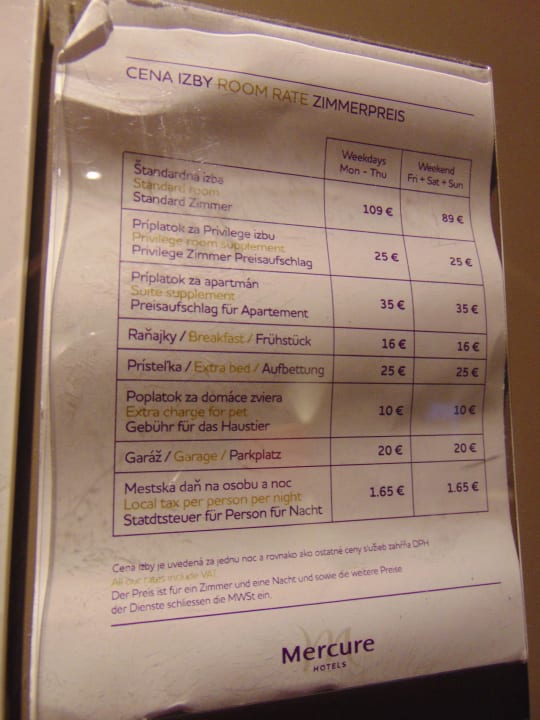 CENA IZBY ROOM RATE ZIMMERPREIS
Weekdays Weekend
Mon - Thu Fri + Sat + Sun
Štandardná izba
Standard room
Standard Zimmer
109 € 89 €
Príplatok za Privilege izbu
Privilege room supplement
Privilege Zimmer Preisaufschlag
25 € 25 €
Príplatok za apartmán
Suite supplement
Preisaufschlag für Apartement
35 € 35 €
Raňajky / Breakfast / Frühstück 16 € 16 €
Prísteľka / Extra bed / Aufbettung 25 € 25 €
Poplatok za domáce zviera
Extra charge for pet
Gebühr für das Haustier
10 € 10 €
Garáž / Garage / Parkplatz 20 € 20 €
Mestska daň na osobu a noc
Local tax per person per night
Statdtsteuer für Person für Nacht
1.65 € 1.65 €
Cena izby je uvedená za jednu noc a rovnako ako ostatné ceny služieb zahŕňa DPH
All our rates include VAT.
Der Preis ist für ein Zimmer und eine Nacht und sowie die weitere Preise
der Dienste schliessen die MWSt ein.
Mercure
HOTELS